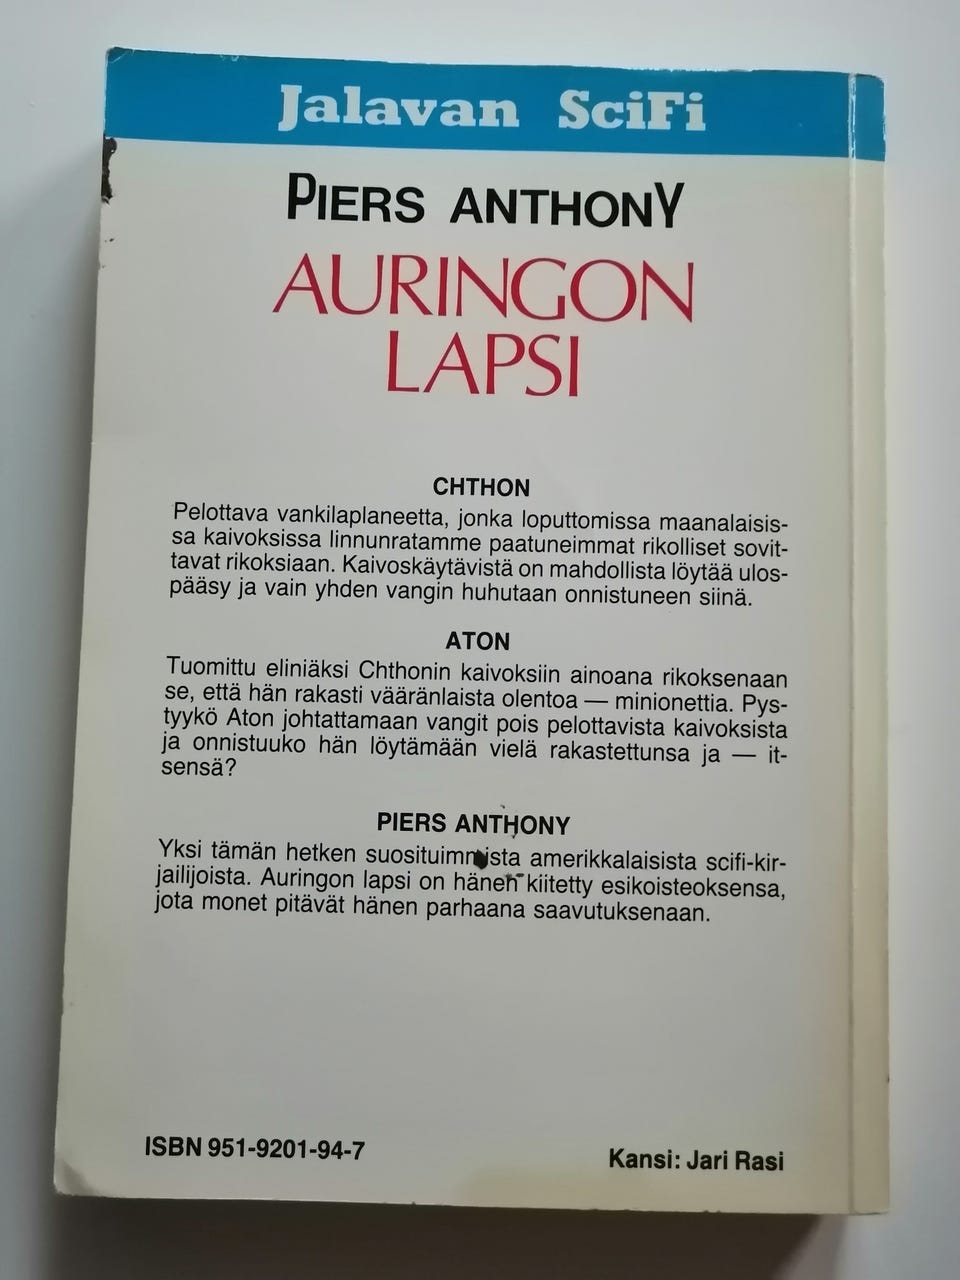 Jalavan SciFi
PIERS ANTHONY
AURINGON
LAPSI
CHTHON
Pelottava vankilaplaneetta, jonka loputtomissa maanalaisis-
sa kaivoksissa linnunratamme paatuneimmat rikolliset sovit-
tavat rikoksiaan. Kaivoskäytävistä on mahdollista löytää ulos-
pääsy ja vain yhden vangin huhutaan onnistuneen siinä.
ATON
Tuomittu eliniäksi Chthonin kaivoksiin ainoana rikoksenaan
se, että hän rakasti vääränlaista olentoa — minionettia. Pys-
tyykö Aton johtattamaan vangit pois pelottavista kaivoksista
ja onnistuuko hän löytämään vielä rakastettunsa ja — it-
sensä?
PIERS ANTHONY
Yksi tämän hetken suosituimmista amerikkalaisista scifi-kir-
jailijoista. Auringon lapsi on hänen kiitetty esikoisteoksensa,
jota monet pitävät hänen parhaana saavutuksenaan.
ISBN 951-9201-94-7
Kansi: Jari Rasi